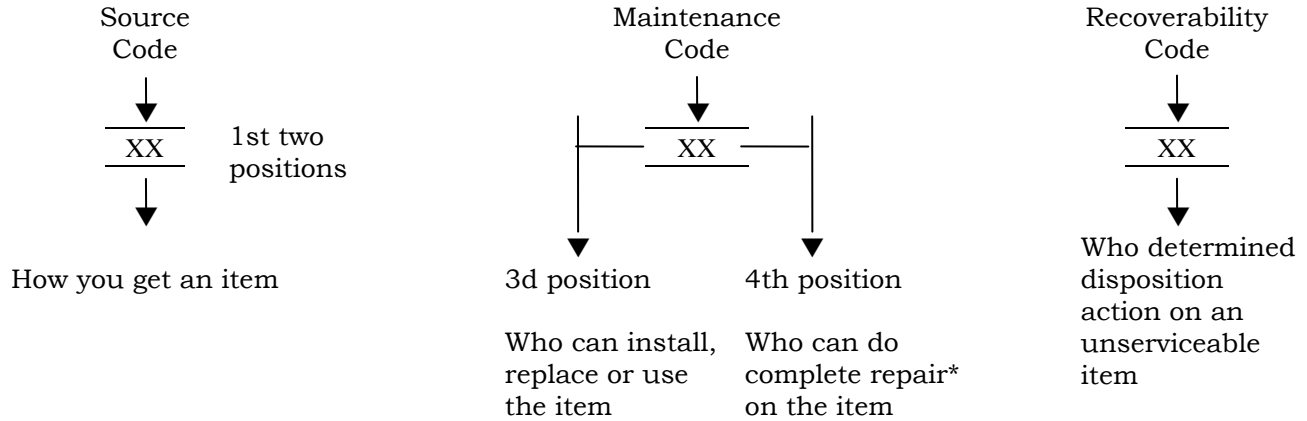 Source
Code
XX
1st two
positions
How you get an item
Maintenance
Code
XX
3d position
Who can install,
replace or use
the item
4th position
Who can do
complete repair*
on the item
Recoverability
Code
XX
Who determined
disposition
action on an
unserviceable
item